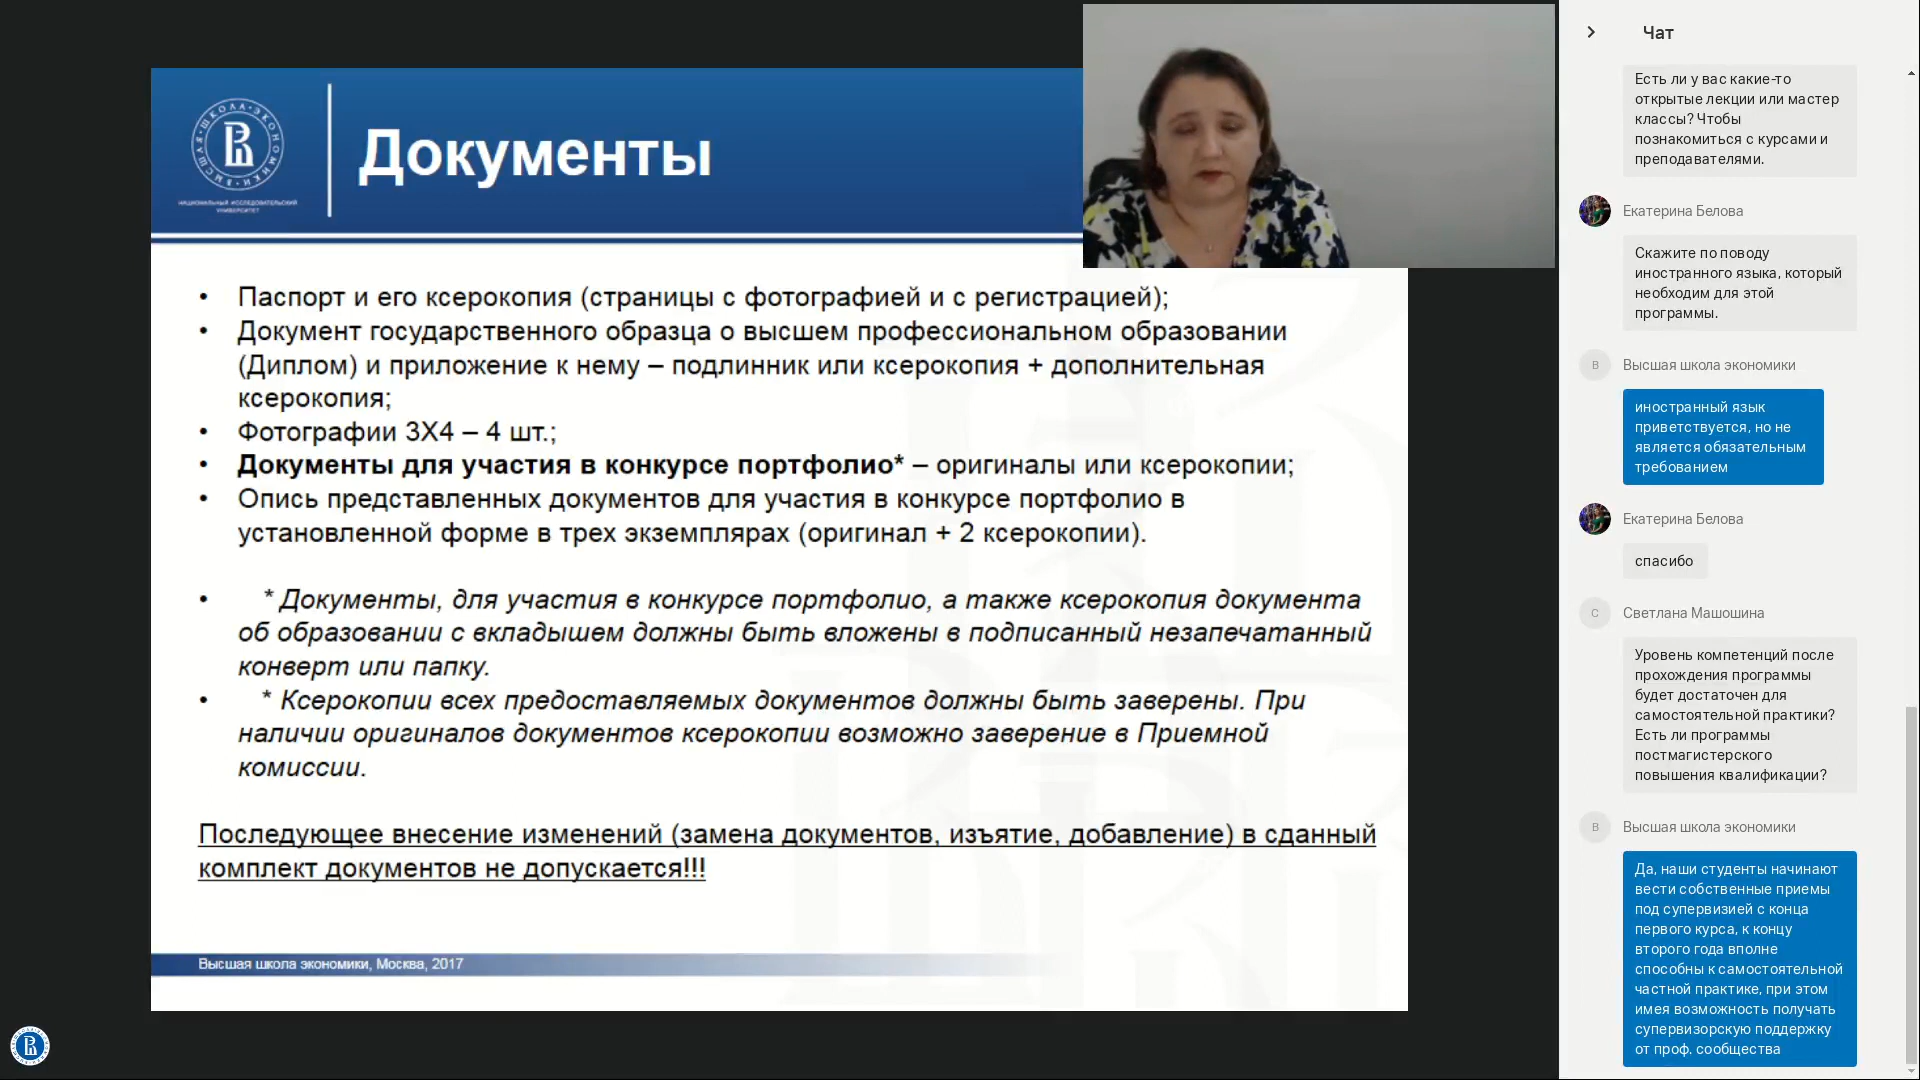 ВЫСШАЯ ШКОЛА ЭКОНОМИКИ
НАЦИОНАЛЬНЫЙ ИССЛЕДОВАТЕЛЬСКИЙ
УНИВЕРСИТЕТ
Документы
• Паспорт и его ксерокопия (страницы с фотографией и с регистрацией);
• Документ государственного образца о высшем профессиональном образовании
(Диплом) и приложение к нему – подлинник или ксерокопия + дополнительная
ксерокопия;
• Фотографии 3Х4 – 4 шт.;
• Документы для участия в конкурсе портфолио* – оригиналы или ксерокопии;
• Опись представленных документов для участия в конкурсе портфолио в
установленной форме в трех экземплярах (оригинал + 2 ксерокопии).
• * Документы, для участия в конкурсе портфолио, а также ксерокопия документа
об образовании с вкладышем должны быть вложены в подписанный незапечатанный
конверт или папку.
• * Ксерокопии всех предоставляемых документов должны быть заверены. При
наличии оригиналов документов ксерокопии возможно заверение в Приемной
комиссии.
Последующее внесение изменений (замена документов, изъятие, добавление) в сданный
комплект документов не допускается!!!
Высшая школа экономики, Москва, 2017
Чат
Есть ли у вас какие-то
открытые лекции или мастер
классы? Чтобы
познакомиться с курсами и
преподавателями.
Екатерина Белова
Скажите по поводу
иностранного языка, который
необходим для этой
программы.
В
Высшая школа экономики
иностранный язык
приветствуется, но не
является обязательным
требованием
Екатерина Белова
спасибо
С
Светлана Машошина
Уровень компетенций после
прохождения программы
будет достаточен для
самостоятельной практики?
Есть ли программы
постмагистерского
повышения квалификации?
В
Высшая школа экономики
Да, наши студенты начинают
вести собственные приемы
под супервизией с конца
первого курса, к концу
второго года вполне
способны к самостоятельной
частной практике, при этом
имея возможность получать
супервизорскую поддержку
от проф. сообщества